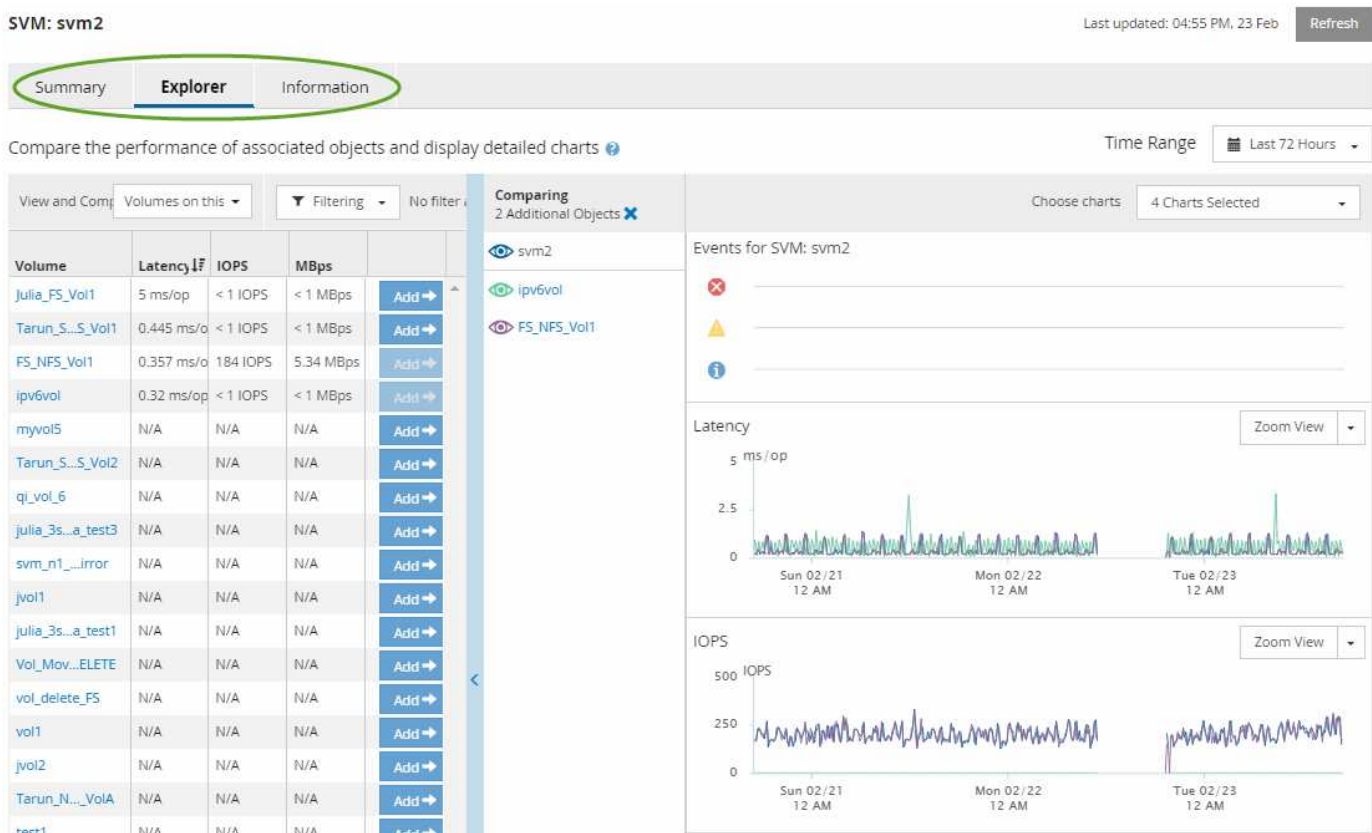 SVM: svm2
Last updated: 04:55 PM, 23 Feb Refresh
Summary Explorer Information
Compare the performance of associated objects and display detailed charts ?
Time Range Last 72 Hours
View and Comp Volumes on this Filtering No filter
Comparing
2 Additional Objects
Choose charts 4 Charts Selected
Volume Latency IOPS MBps
Julia_FS_Vol1 5 ms/op < 1 IOPS < 1 MBps Add
Tarun_S...S_Vol1 0.445 ms/o < 1 IOPS < 1 MBps Add
FS_NFS_Vol1 0.357 ms/o 184 IOPS 5.34 MBps Add
ipv6vol 0.32 ms/op < 1 IOPS < 1 MBps Add
myvol5 N/A N/A N/A Add
Tarun_S...S_Vol2 N/A N/A N/A Add
qi_vol_6 N/A N/A N/A Add
julia_3s...a_test3 N/A N/A N/A Add
svm_n1_...irror N/A N/A N/A Add
jvol1 N/A N/A N/A Add
julia_3s...a_test1 N/A N/A N/A Add
Vol_Mov...ELETE N/A N/A N/A Add
vol_delete_FS N/A N/A N/A Add
vol1 N/A N/A N/A Add
jvol2 N/A N/A N/A Add
Tarun_N..._VolA N/A N/A N/A Add
test1 N/A N/A N/A Add
svm2
ipv6vol
FS_NFS_Vol1
Events for SVM: svm2
Latency Zoom View
5 ms/op
2.5
0
Sun 02/21 Mon 02/22 Tue 02/23
12 AM 12 AM 12 AM
IOPS Zoom View
500 IOPS
250
0
Sun 02/21 Mon 02/22 Tue 02/23
12 AM 12 AM 12 AM